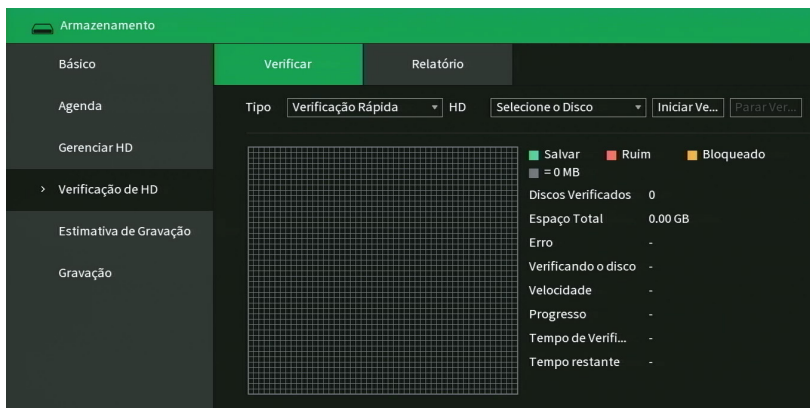 Armazenamento
Básico
Agenda
Gerenciar HD
› Verificação de HD
Estimativa de Gravação
Gravação
Verificar Relatório
Tipo Verificação Rápida HD Selecione o Disco Iniciar Ve... Parar Ver...
Salvar Ruim Bloqueado
= 0 MB
Discos Verificados 0
Espaço Total 0.00 GB
Erro -
Verificando o disco -
Velocidade -
Progresso -
Tempo de Verifi... -
Tempo restante -